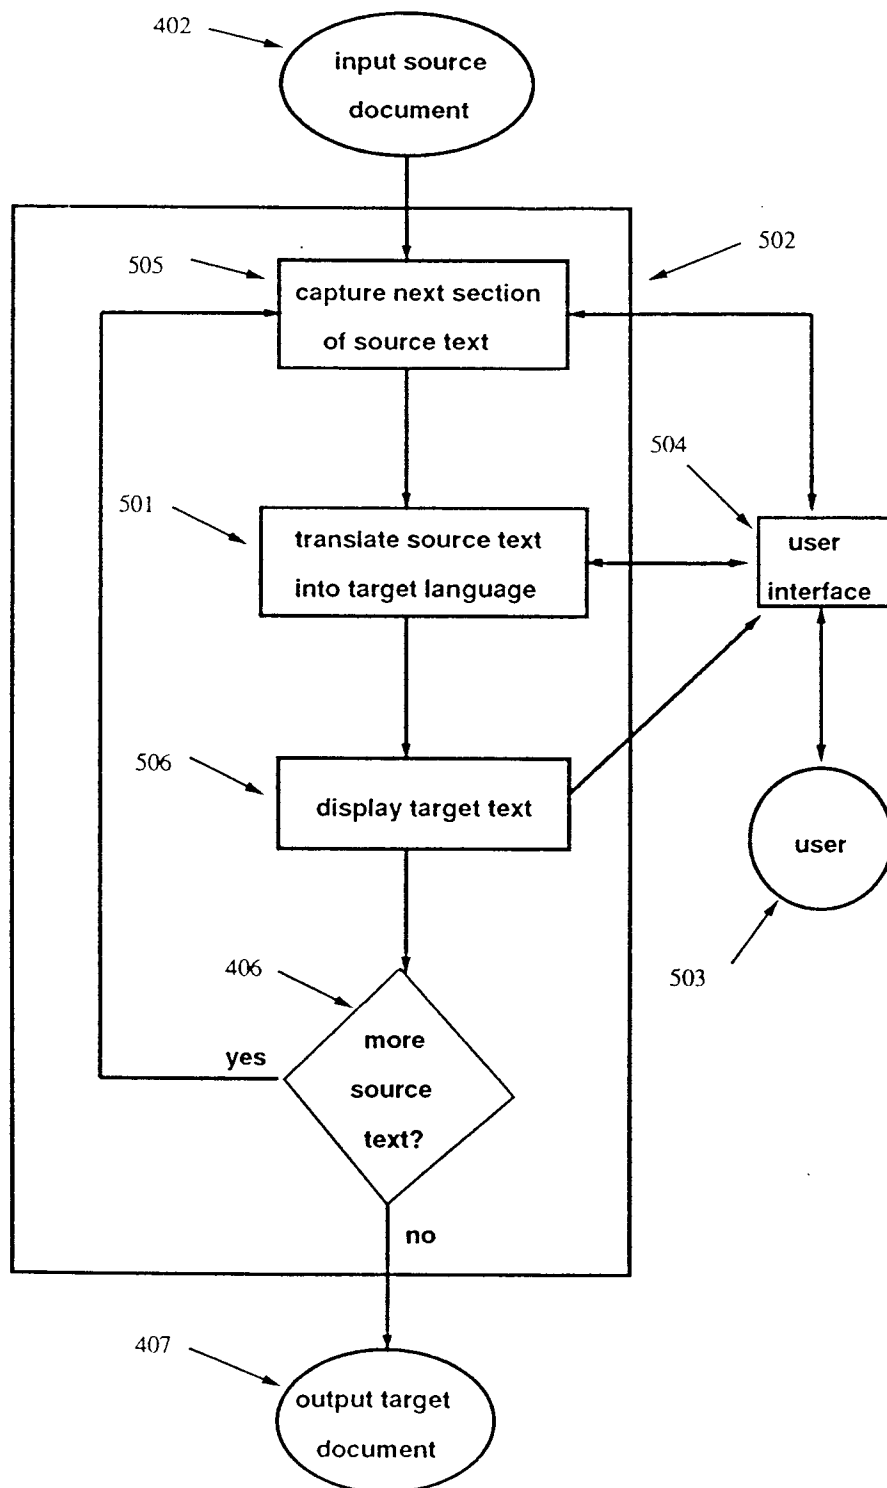 402
input source
document
505
capture next section
of source text
502
504
501
translate source text
into target language
user
interface
506
display target text
user
503
406
yes
more
source
text?
no
407
output target
document